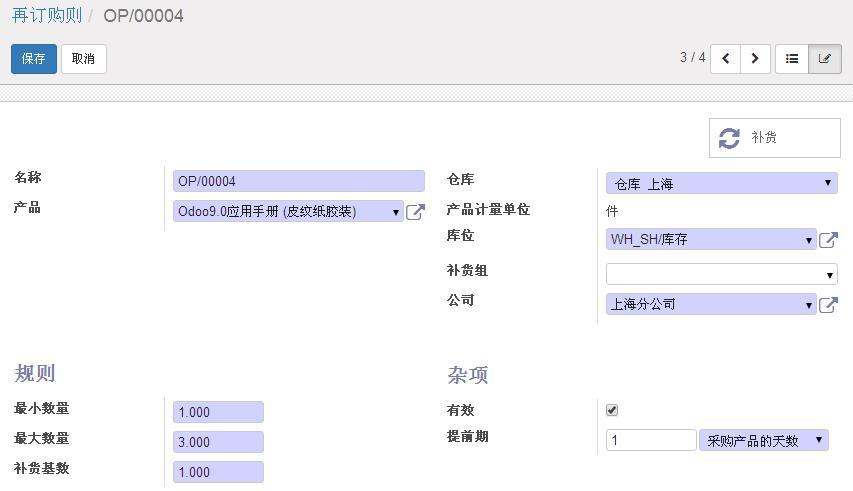 再订购则 / OP/00004
保存 取消 3 / 4
补货
名称 OP/00004
产品 Odoo9.0应用手册 (皮纹纸胶装)
仓库 仓库 上海
产品计量单位 件
库位 WH_SH/库存
补货组
公司 上海分公司
规则
最小数量 1.000
最大数量 3.000
补货基数 1.000
杂项
有效
提前期 1 采购产品的天数